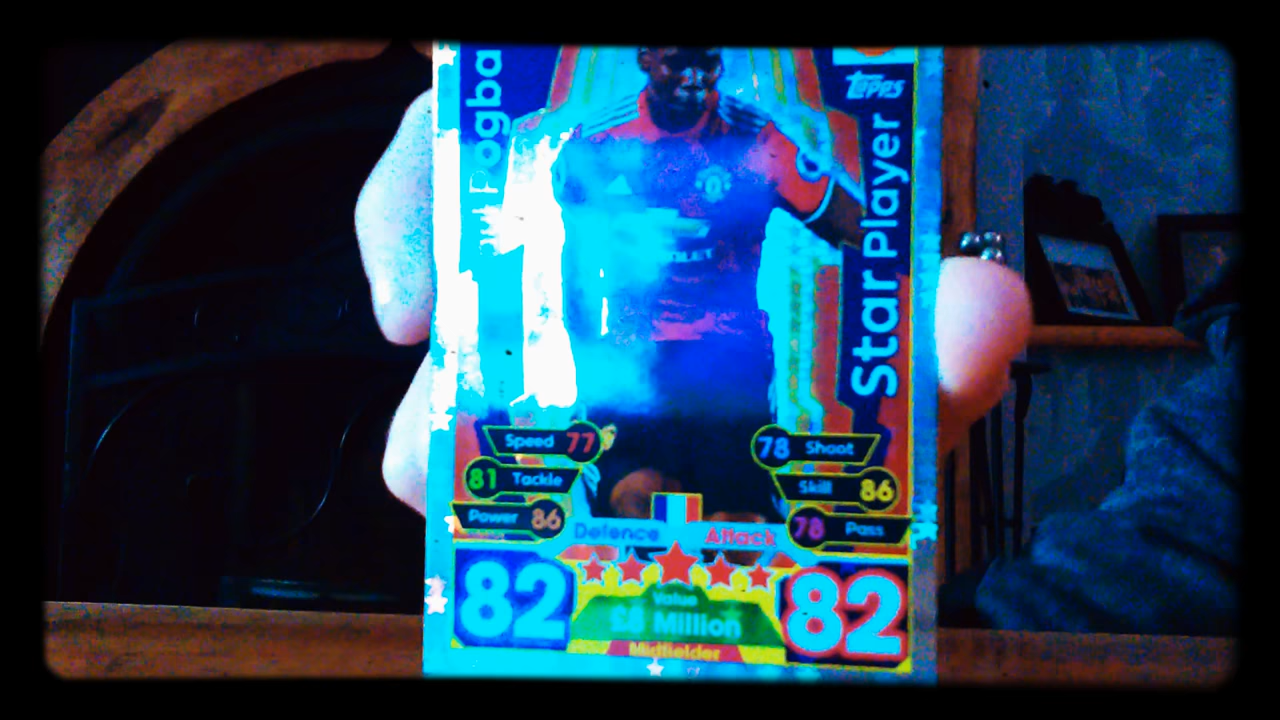 Pogba
Topps
Star Player
Speed 77
78 Shoot
81 Tackle
Skill 86
Power 86
78 Pass
Defence
Attack
82
Value
£8 Million
82
Midfielder